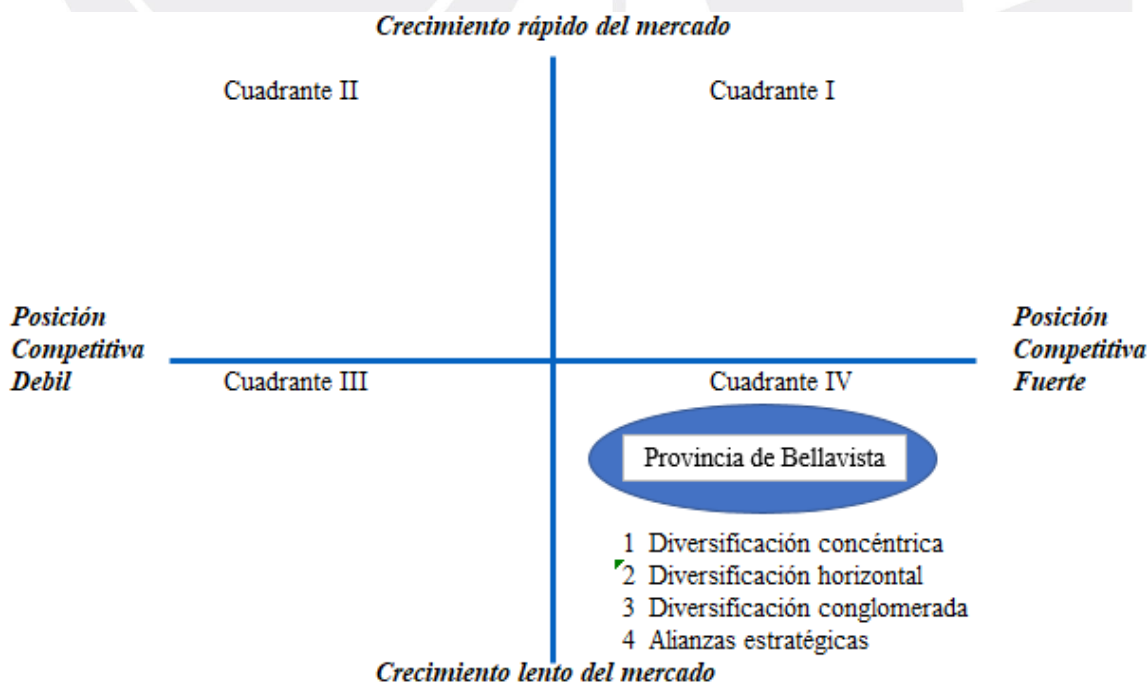 Crecimiento rápido del mercado
Cuadrante II
Cuadrante I
Posición
Competitiva
Debil
Posición
Competitiva
Fuerte
Cuadrante III
Cuadrante IV
Provincia de Bellavista
1 Diversificación concéntrica
2 Diversificación horizontal
3 Diversificación conglomerada
4 Alianzas estratégicas
Crecimiento lento del mercado